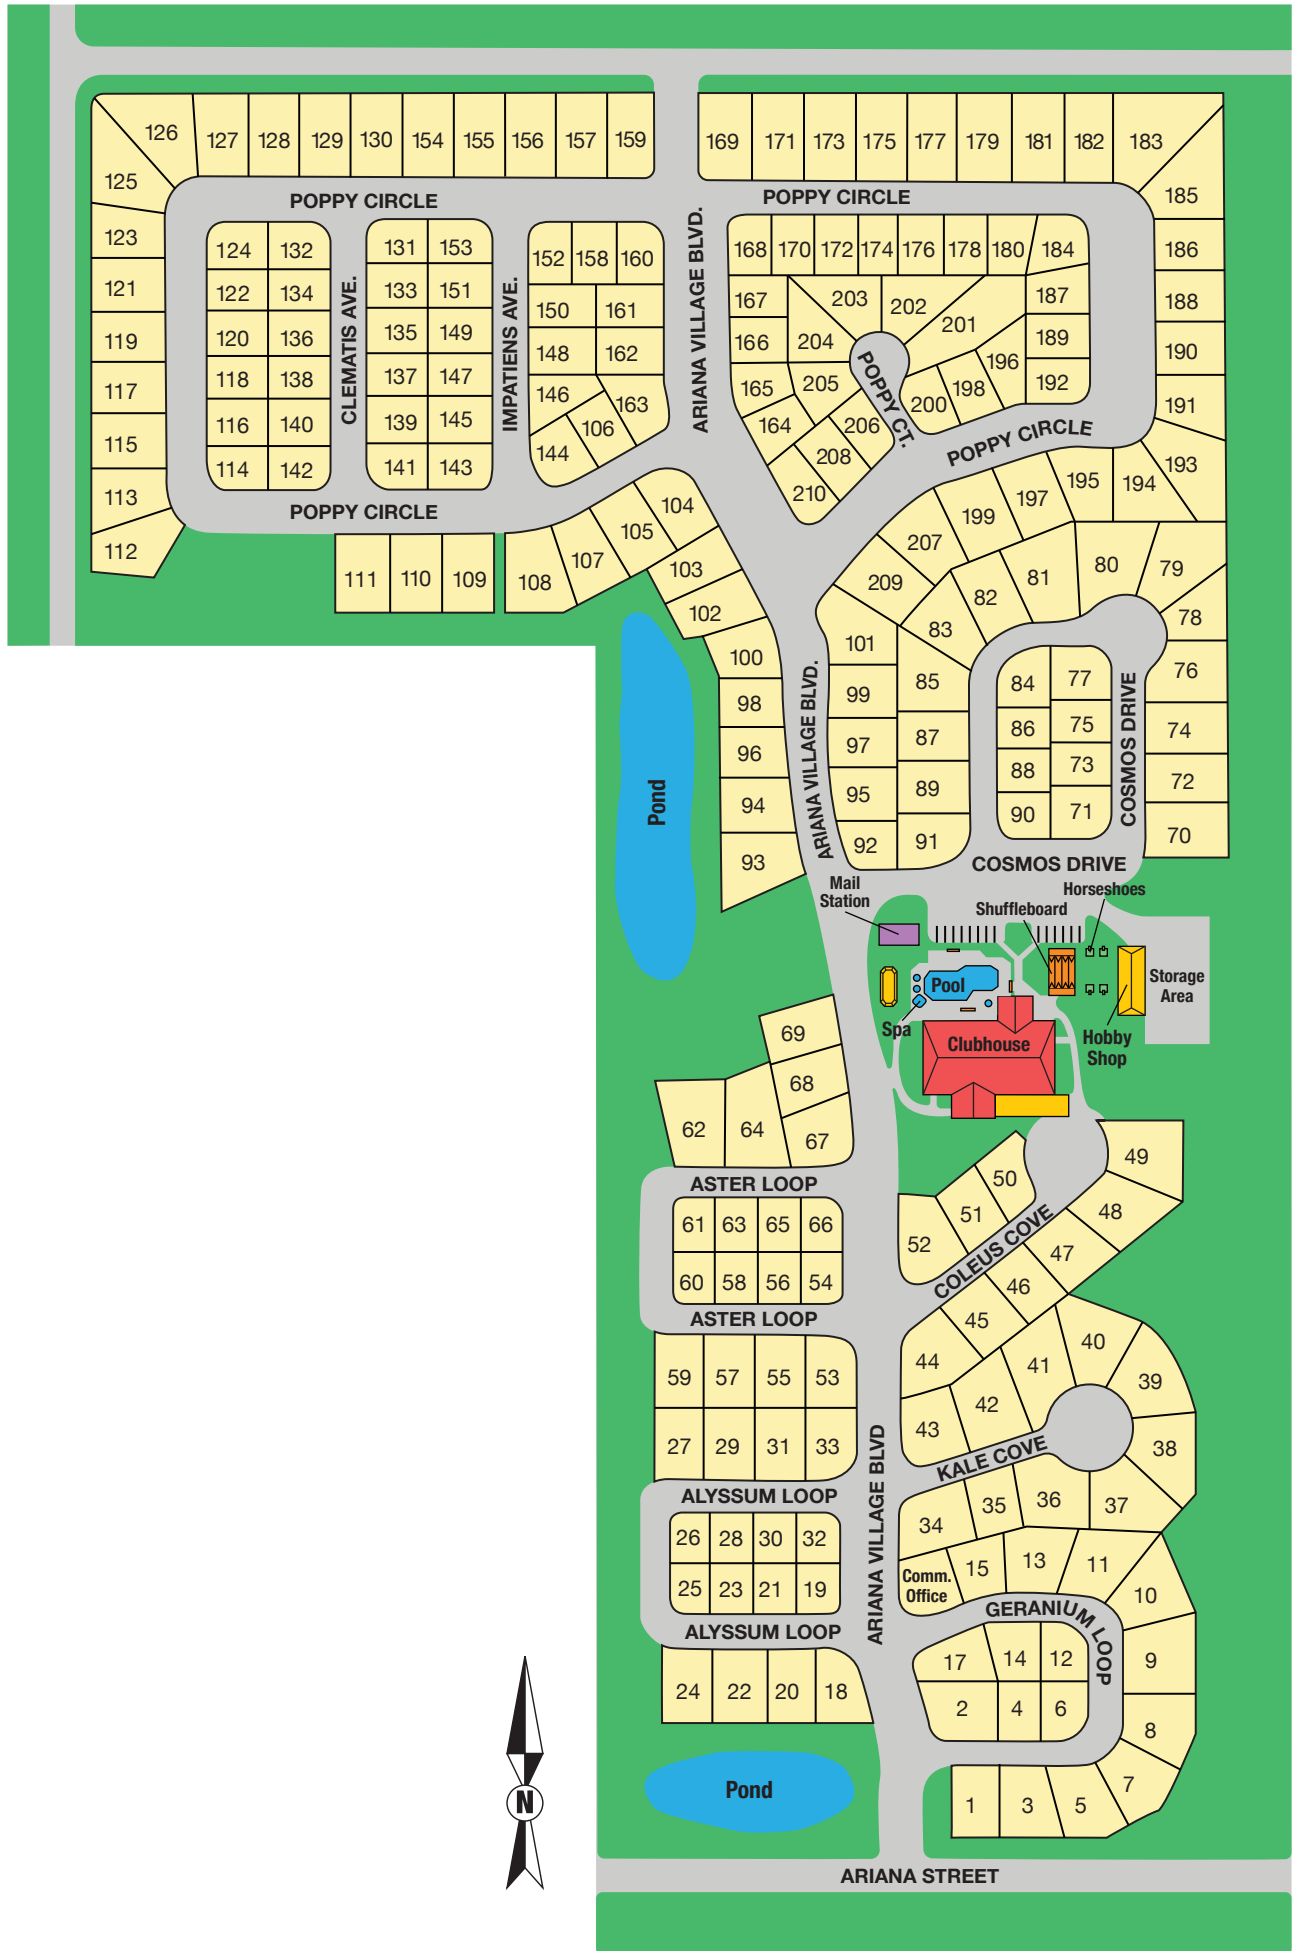 126 127 128 129 130 154 155 156 157 159
169 171 173 175 177 179 181 182 183
125
185
POPPY CIRCLE
POPPY CIRCLE
123
124 132
131 153
152 158 160
ARIANA VILLAGE BLVD.
168 170 172 174 176 178 180 184
186
121
122 134
CLEMATIS AVE.
133 151
IMPATIENS AVE.
150 161
167
203 202 201
187
188
119
120 136
135 149
148 162
166
204
189
190
117
118 138
137 147
146 163
165
205
POPPY CT.
200 198 196
192
191
115
116 140
139 145
106
164
206
POPPY CIRCLE
193
113
114 142
141 143
144
208
210
195 194
POPPY CIRCLE
104
197
199
112
111 110 109 108 107 105
103
207
209
102
83 82 81 80 79
78
100
101
85
84 77
COSMOS DRIVE
76
98
ARIANA VILLAGE BLVD.
99
87
86 75
74
96
97
89
88 73
72
94
95
91
90 71
70
93
92
Pond
COSMOS DRIVE
Mail
Station
Horseshoes
Shuffleboard
Pool
Storage
Area
Spa
Clubhouse
Hobby
Shop
69
68
62 64 67
49
50
ASTER LOOP
51
48
61 63 65 66
52
COLEUS COVE
47
60 58 56 54
46
ASTER LOOP
45
40
59 57 55 53
44
41
39
43
42
27 29 31 33
ARIANA VILLAGE BLVD
KALE COVE
38
ALYSSUM LOOP
34 35 36 37
26 28 30 32
15 13 11
Comm.
Office
25 23 21 19
10
ALYSSUM LOOP
GERANIUM LOOP
17 14 12
9
24 22 20 18
2 4 6
8
Pond
7
1 3 5
N
ARIANA STREET